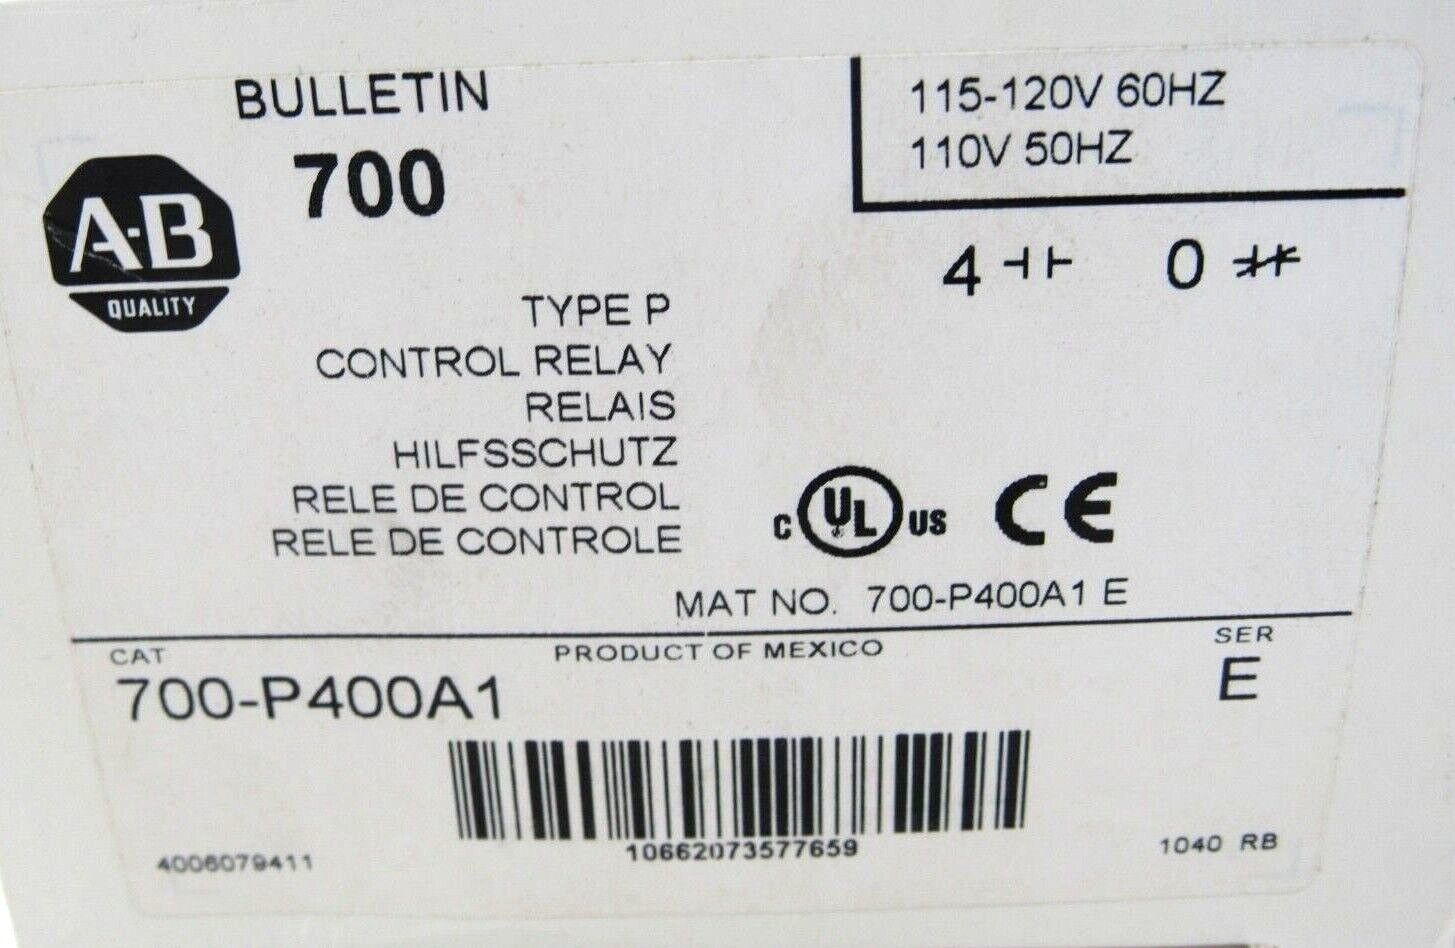 BULLETIN
700
A-B
QUALITY
115-120V 60HZ
110V 50HZ
4 0
TYPE P
CONTROL RELAY
RELAIS
HILFSSCHUTZ
RELE DE CONTROL
RELE DE CONTROLE
C UL US CE
MAT NO. 700-P400A1 E
CAT
PRODUCT OF MEXICO
SER
700-P400A1
E
10662073577659
4006079411
1040 RB